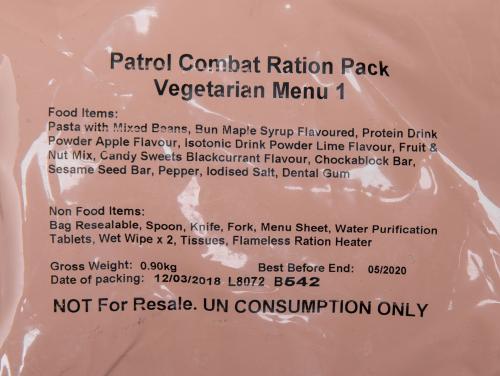 Patrol Combat Ration Pack
Vegetarian Menu 1
Food Items:
Pasta with Mixed Beans, Bun Maple Syrup Flavoured, Protein Drink
Powder Apple Flavour, Isotonic Drink Powder Lime Flavour, Fruit &
Nut Mix, Candy Sweets Blackcurrant Flavour, Chockablock Bar,
Sesame Seed Bar, Pepper, Iodised Salt, Dental Gum
Non Food Items:
Bag Resealable, Spoon, Knife, Fork, Menu Sheet, Water Purification
Tablets, Wet Wipe x 2, Tissues, Flameless Ration Heater
Gross Weight: 0.90kg Best Before End: 05/2020
Date of packing: 12/03/2018 L8072 B542
NOT For Resale. UN CONSUMPTION ONLY